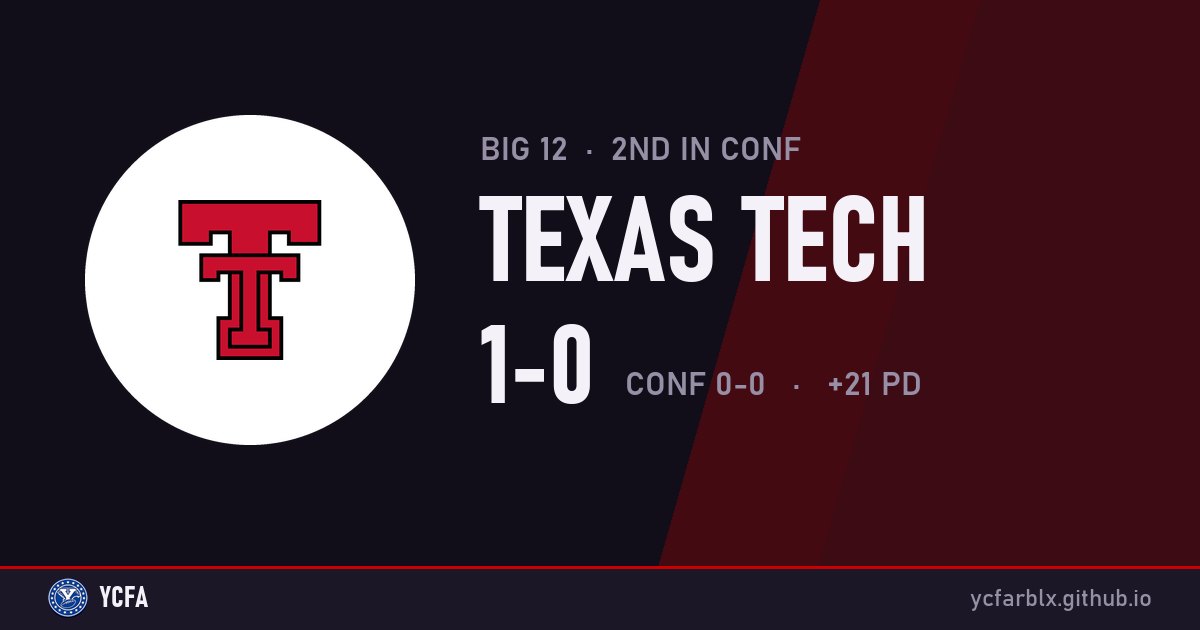 BIG 12 · 2ND IN CONF
TEXAS TECH
1-0 CONF 0-0 · +21 PD
YCFA
ycfarblx.github.io